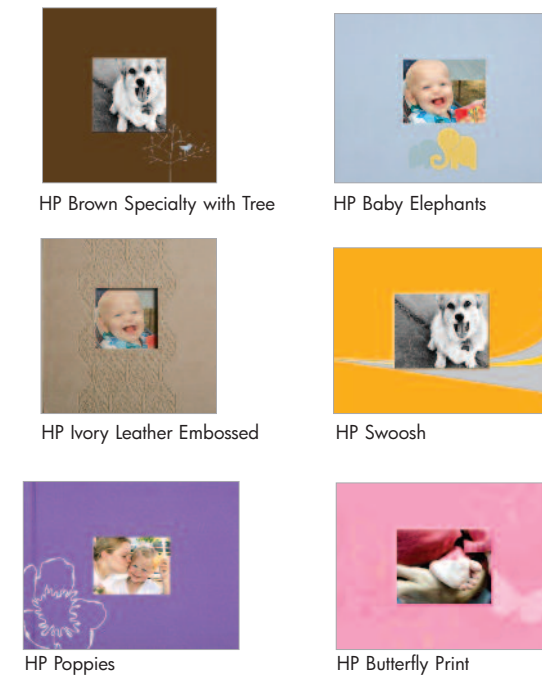 HP Brown Specialty with Tree
HP Baby Elephants
HP Ivory Leather Embossed
HP Swoosh
HP Poppies
HP Butterfly Print